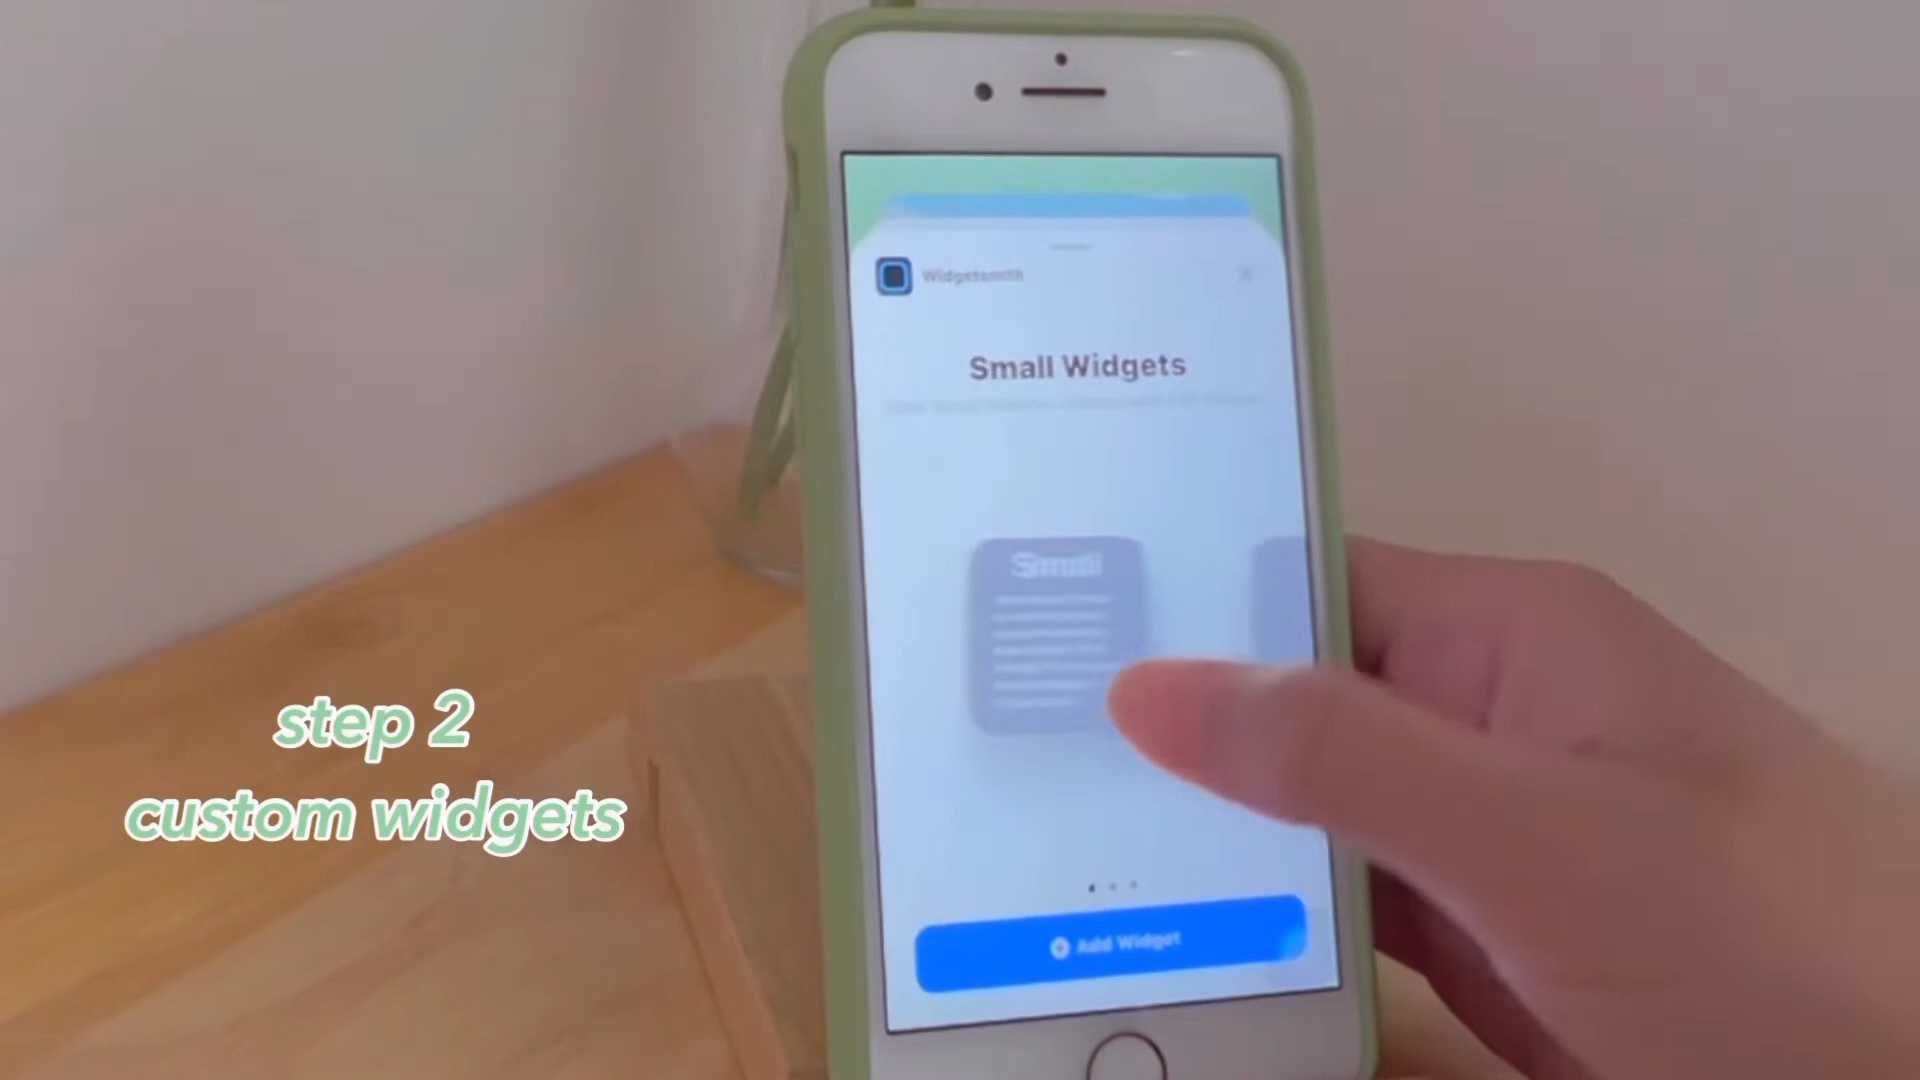 Widgetsmith
Small Widgets
Small
Add Widget
step 2
custom widgets